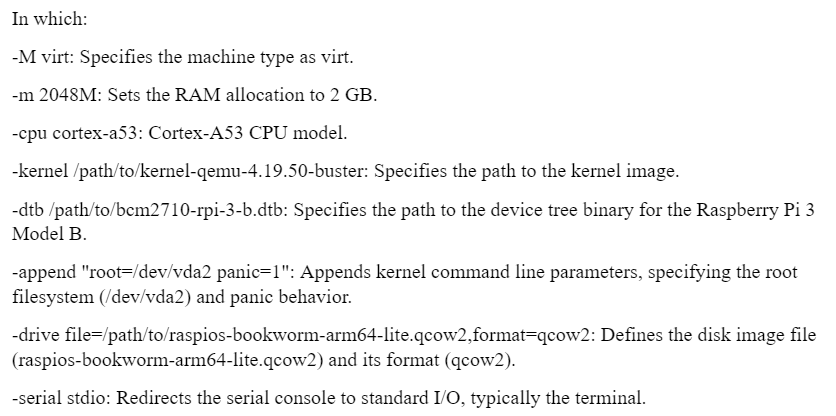 In which:
-M virt: Specifies the machine type as virt.
-m 2048M: Sets the RAM allocation to 2 GB.
-cpu cortex-a53: Cortex-A53 CPU model.
-kernel /path/to/kernel-qemu-4.19.50-buster: Specifies the path to the kernel image.
-dtb /path/to/bcm2710-rpi-3-b.dtb: Specifies the path to the device tree binary for the Raspberry Pi 3
Model B.
-append "root=/dev/vda2 panic=1": Appends kernel command line parameters, specifying the root
filesystem (/dev/vda2) and panic behavior.
-drive file=/path/to/raspios-bookworm-arm64-lite.qcow2,format=qcow2: Defines the disk image file
(raspios-bookworm-arm64-lite.qcow2) and its format (qcow2).
-serial stdio: Redirects the serial console to standard I/O, typically the terminal.